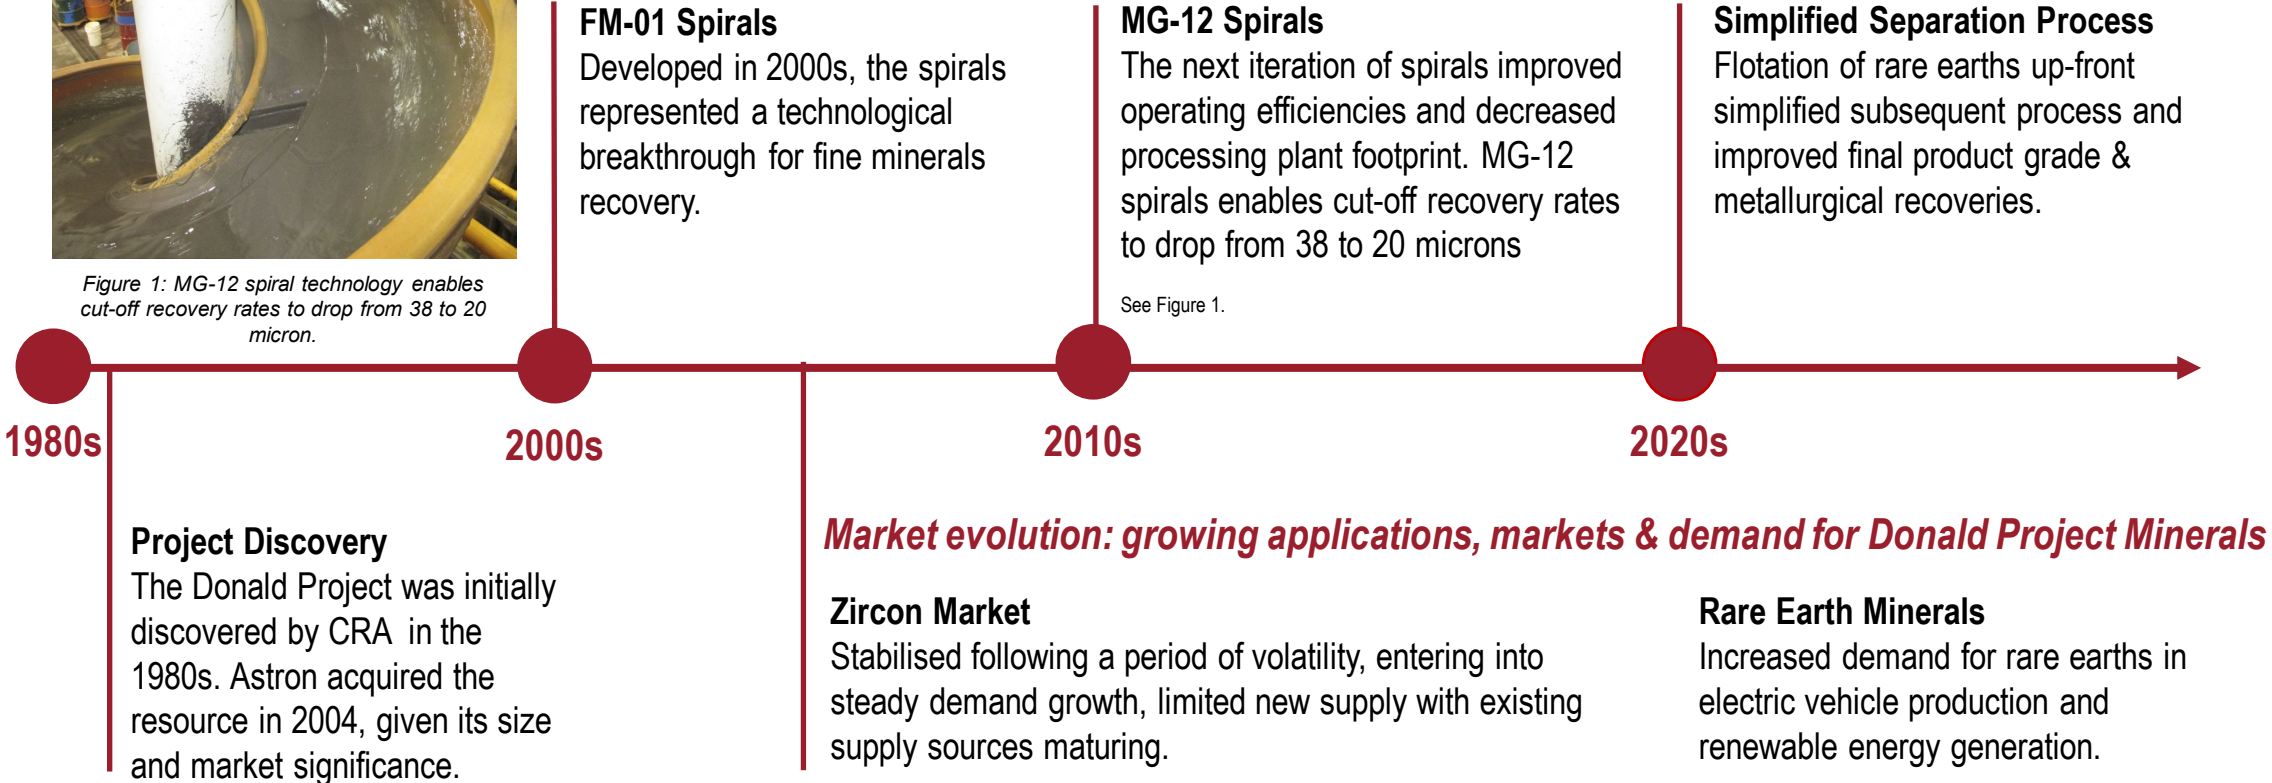 FM-01 Spirals
Developed in 2000s, the spirals
represented a technological
breakthrough for fine minerals
recovery.
MG-12 Spirals
The next iteration of spirals improved
operating efficiencies and decreased
processing plant footprint. MG-12
spirals enables cut-off recovery rates
to drop from 38 to 20 microns
See Figure 1.
Simplified Separation Process
Flotation of rare earths up-front
simplified subsequent process and
improved final product grade &
metallurgical recoveries.
Figure 1: MG-12 spiral technology enables
cut-off recovery rates to drop from 38 to 20
micron.
1980s
2000s
2010s
2020s
Project Discovery
The Donald Project was initially
discovered by CRA in the
1980s. Astron acquired the
resource in 2004, given its size
and market significance.
Market evolution: growing applications, markets & demand for Donald Project Minerals
Zircon Market
Stabilised following a period of volatility, entering into
steady demand growth, limited new supply with existing
supply sources maturing.
Rare Earth Minerals
Increased demand for rare earths in
electric vehicle production and
renewable energy generation.